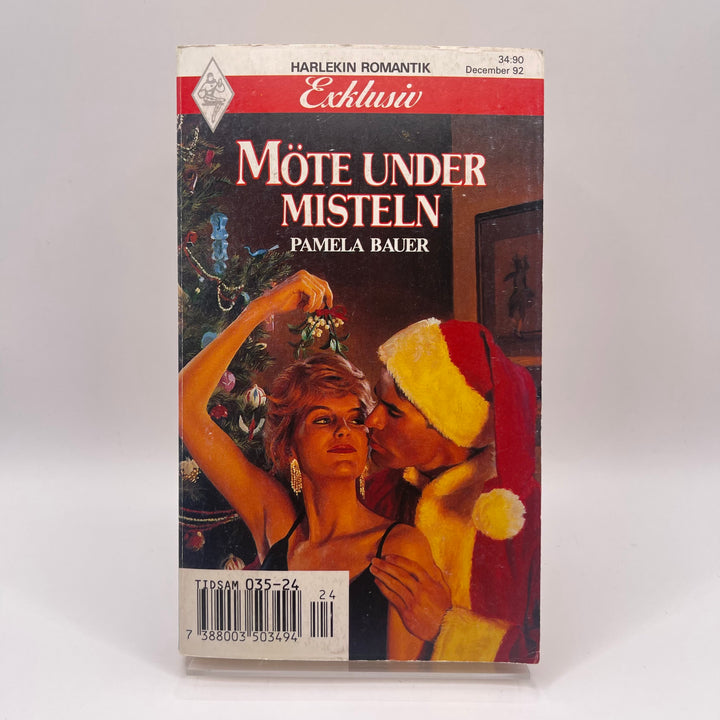 HARLEKIN ROMANTIK
34:90
December 92
Exklusiv
MÖTE UNDER
MISTELN
PAMELA BAUER
TIDSAM 035-24
24
7 388003 503494